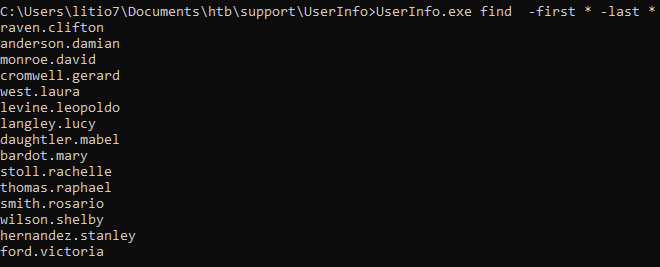 C:\Users\litio7\Documents\htb\support\UserInfo>UserInfo.exe find  -first * -last *
raven.clifton
anderson.damian
monroe.david
cromwell.gerard
west.laura
levine.leopoldo
langley.lucy
daughtler.mabel
bardot.mary
stoll.rachelle
thomas.raphael
smith.rosario
wilson.shelby
hernandez.stanley
ford.victoria